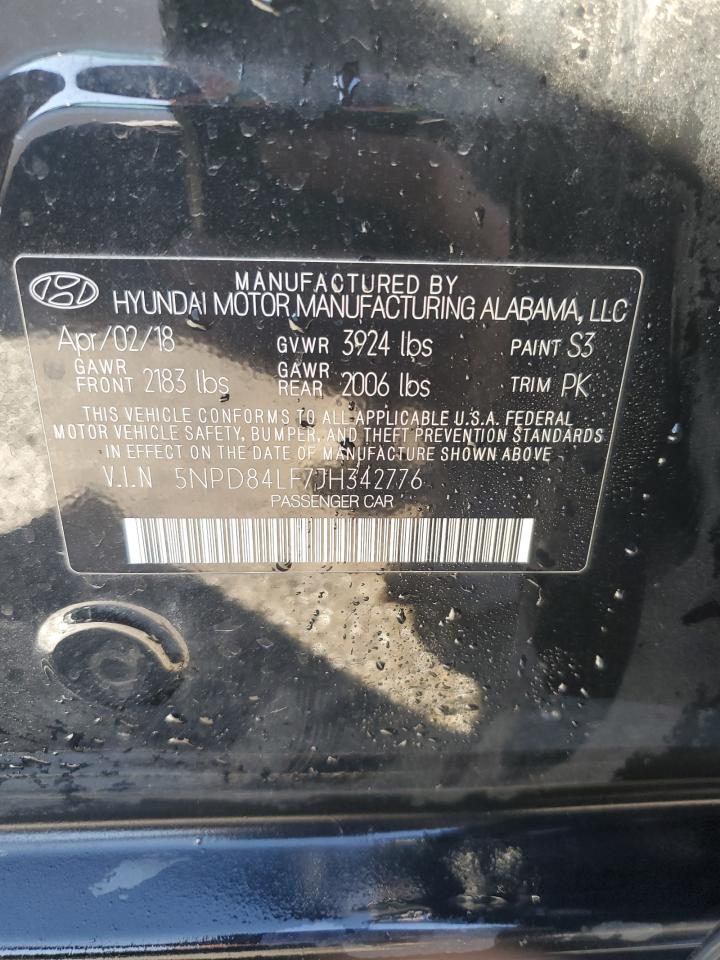 MANUFACTURED BY
HYUNDAI MOTOR MANUFACTURING ALABAMA, LLC
Apr/02/18 GVWR 3924 lbs PAINT S3
GAWR FRONT 2183 lbs GAWR REAR 2006 lbs TRIM PK
THIS VEHICLE CONFORMS TO ALL APPLICABLE U.S.A. FEDERAL
MOTOR VEHICLE SAFETY, BUMPER, AND THEFT PREVENTION STANDARDS
IN EFFECT ON THE DATE OF MANUFACTURE SHOWN ABOVE
V.I.N 5NPD84LF7JH342776
PASSENGER CAR